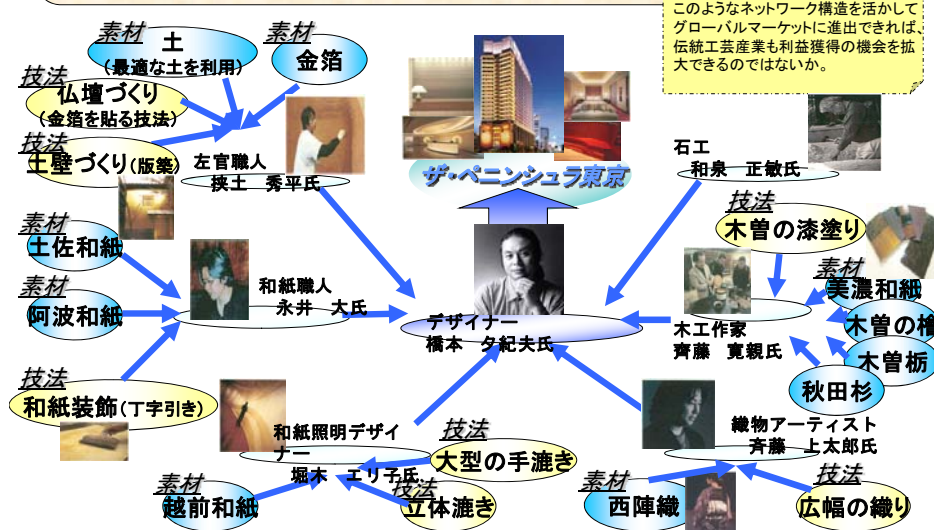 このようなネットワーク構造を活かして
グローバルマーケットに進出できれば、
伝統工芸産業も利益獲得の機会を拡
大できるのではないか。
素材
土
(最適な土を利用)
素材
金箔
技法
仏壇づくり
(金箔を貼る技法)
技法
土壁づくり(版築)
左官職人
挟土 秀平氏
ザ・ペニンシュラ東京
石工
和泉 正敏氏
技法
木曽の漆塗り
素材
土佐和紙
素材
阿波和紙
和紙職人
永井 大氏
技法
和紙装飾(丁字引き)
デザイナー
橋本 夕紀夫氏
木工作家
齊藤 寛親氏
素材
美濃和紙
木曽の檜
木曽栃
秋田杉
和紙照明デザイ
ナー
堀木 エリ子氏
技法
大型の手漉き
素材
越前和紙
技法
立体漉き
織物アーティスト
斉藤 上太郎氏
素材
西陣織
技法
広幅の織り